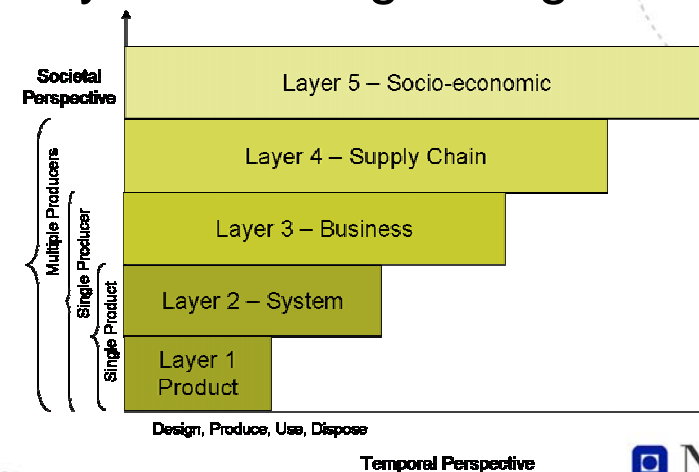 Societal
Perspective
Layer 5 – Socio-economic
Layer 4 – Supply Chain
Layer 3 – Business
Layer 2 – System
Layer 1
Product
Multiple Producers
Single Producer
Single Product
Design, Produce, Use, Dispose
Temporal Perspective
N